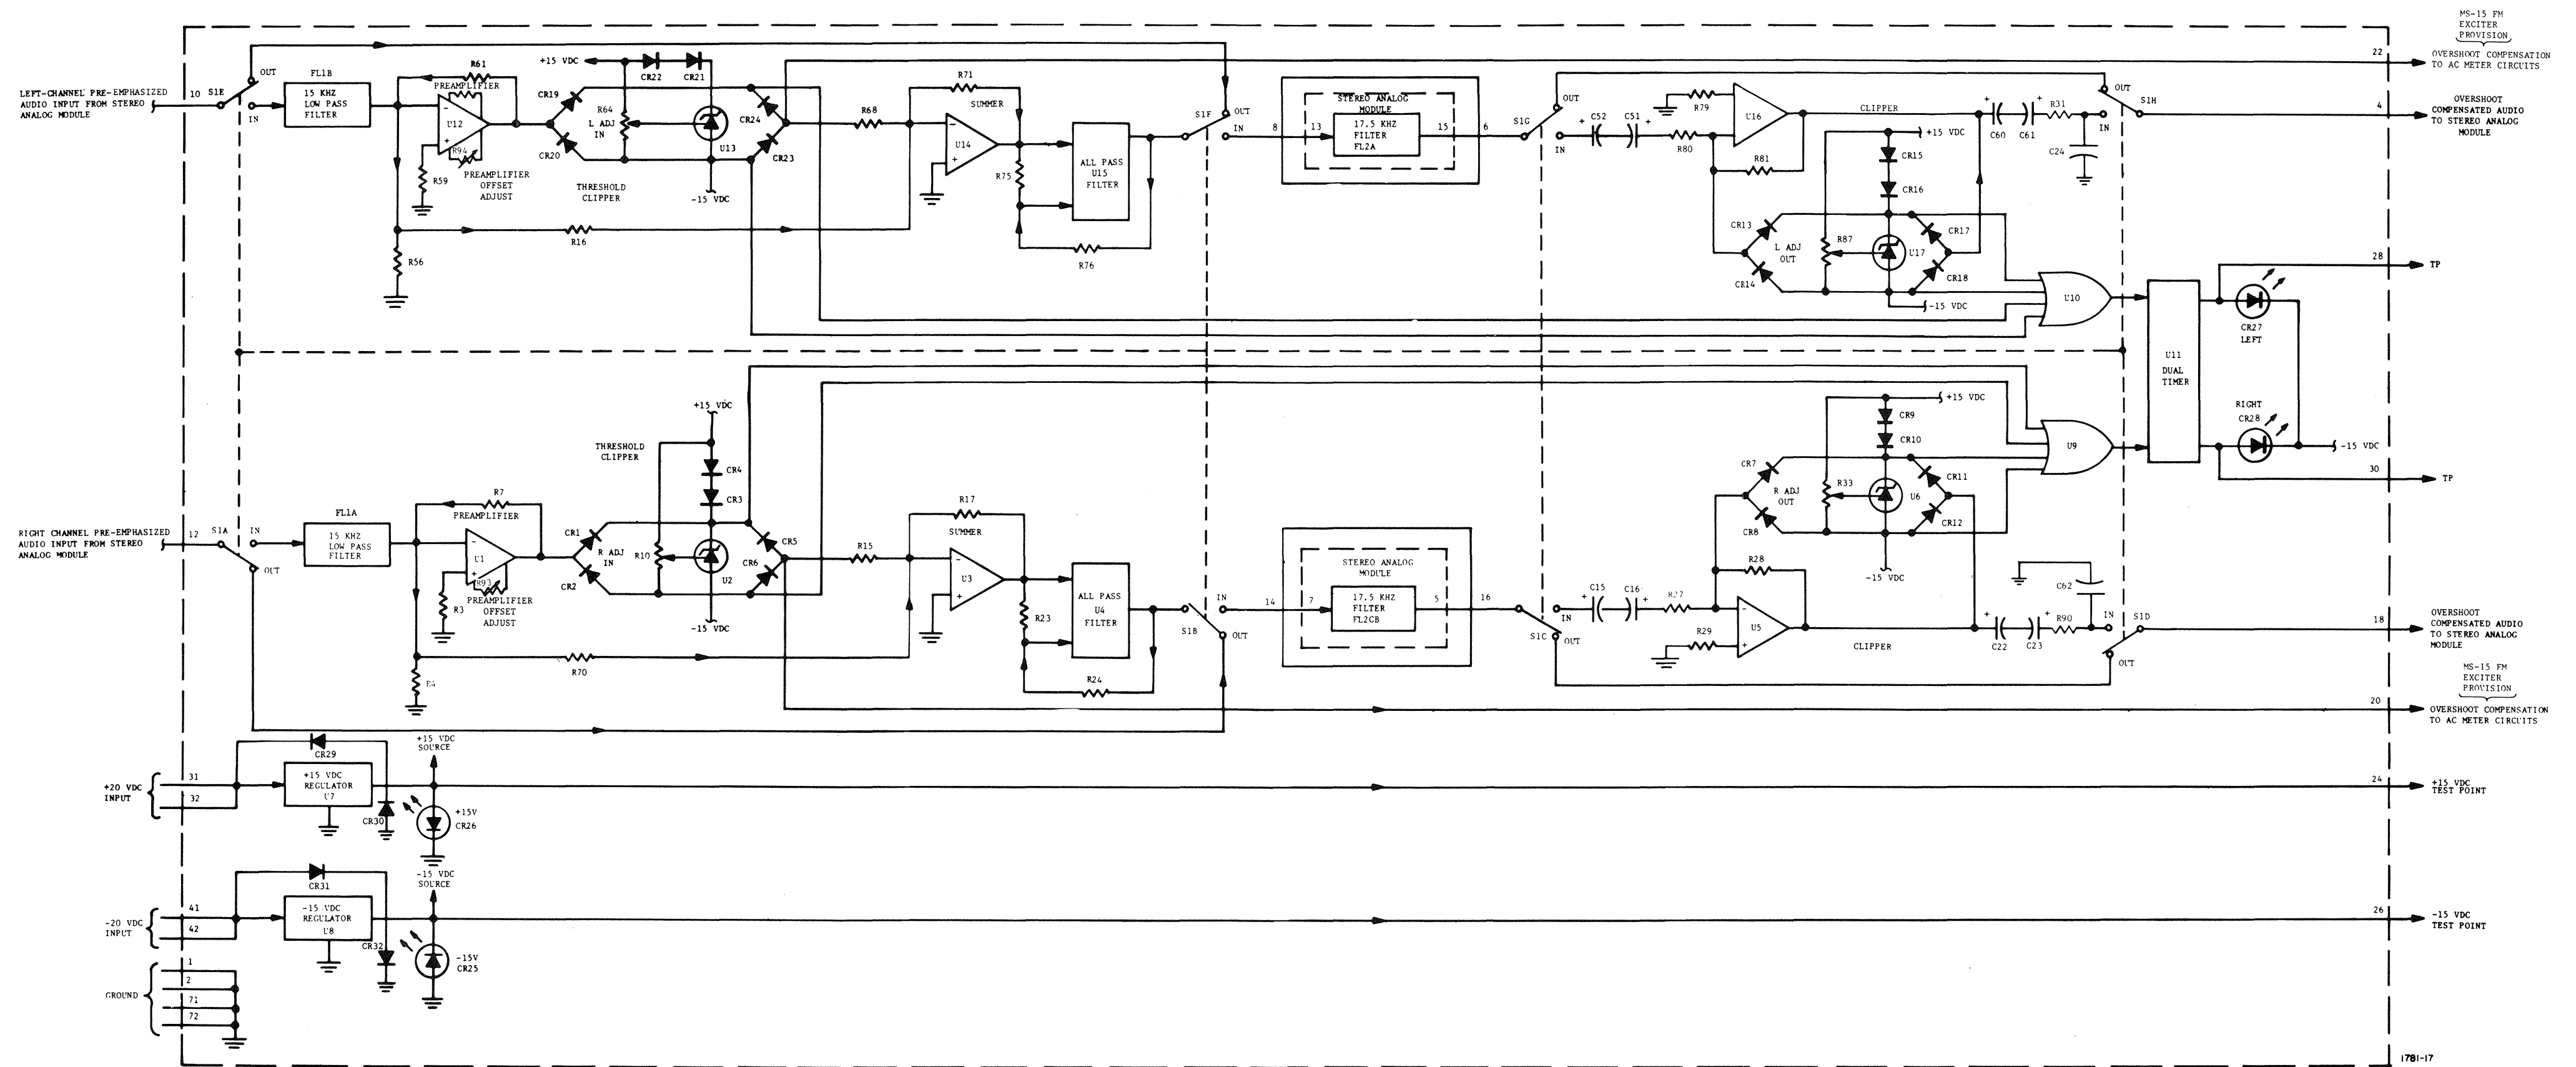 MS-15 FM
EXCITER
PROVISION
22
OVERSHOOT COMPENSATION
TO AC METER CIRCUITS
LEFT-CHANNEL PRE-EMPHASIZED
AUDIO INPUT FROM STEREO
ANALOG MODULE
10
S1E
OUT
IN
FL1B
15 KHZ
LOW PASS
FILTER
R61
PREAMPLIFIER
-
U12
+
R94
PREAMPLIFIER
OFFSET
ADJUST
R59
R56
R16
+15 VDC
CR22
CR21
CR19
CR20
R64
L ADJ
IN
U13
CR24
CR23
THRESHOLD
CLIPPER
-15 VDC
R68
R71
SUMMER
-
U14
+
R75
ALL PASS
U15
FILTER
R76
S1F
OUT
IN
8
STEREO ANALOG
MODULE
13
17.5 KHZ
FILTER
FL2A
15
6
S1G
OUT
IN
+
C52
C51
+
R79
R80
U16
R81
CLIPPER
+15 VDC
CR15
CR16
CR13
CR14
L ADJ
OUT
R87
U17
CR17
CR18
-15 VDC
+
C60
C61
+
R31
C24
OUT
IN
S1H
4
OVERSHOOT
COMPENSATED AUDIO
TO STEREO ANALOG
MODULE
U10
U11
DUAL
TIMER
28
TP
CR27
LEFT
RIGHT
CR28
-15 VDC
30
TP
U9
RIGHT CHANNEL PRE-EMPHASIZED
AUDIO INPUT FROM STEREO
ANALOG MODULE
12
S1A
IN
OUT
FL1A
15 KHZ
LOW PASS
FILTER
R7
PREAMPLIFIER
-
U1
+
R93
PREAMPLIFIER
OFFSET
ADJUST
R3
R4
R70
THRESHOLD
CLIPPER
+15 VDC
CR4
CR3
CR1
CR2
R ADJ
IN
R10
U2
CR5
CR6
-15 VDC
R15
R17
SUMMER
-
U3
+
R23
ALL PASS
U4
FILTER
R24
S1B
IN
OUT
14
STEREO ANALOG
MODULE
7
17.5 KHZ
FILTER
FL2CB
5
16
S1C
IN
OUT
+
C15
C16
+
R27
R29
R28
-
U5
+
CLIPPER
+15 VDC
CR9
CR10
CR7
CR8
R ADJ
OUT
R33
U6
CR11
CR12
-15 VDC
+
C22
C23
+
R90
C62
IN
OUT
S1D
18
OVERSHOOT
COMPENSATED AUDIO
TO STEREO ANALOG
MODULE
MS-15 FM
EXCITER
PROVISION
20
OVERSHOOT COMPENSATION
TO AC METER CIRCUITS
+20 VDC
INPUT
31
32
CR29
+15 VDC
REGULATOR
U7
CR30
+15 VDC
SOURCE
+15V
CR26
24
+15 VDC
TEST POINT
-20 VDC
INPUT
41
42
CR31
-15 VDC
REGULATOR
U8
CR32
-15 VDC
SOURCE
-15V
CR25
26
-15 VDC
TEST POINT
GROUND
1
2
71
72
1781-17